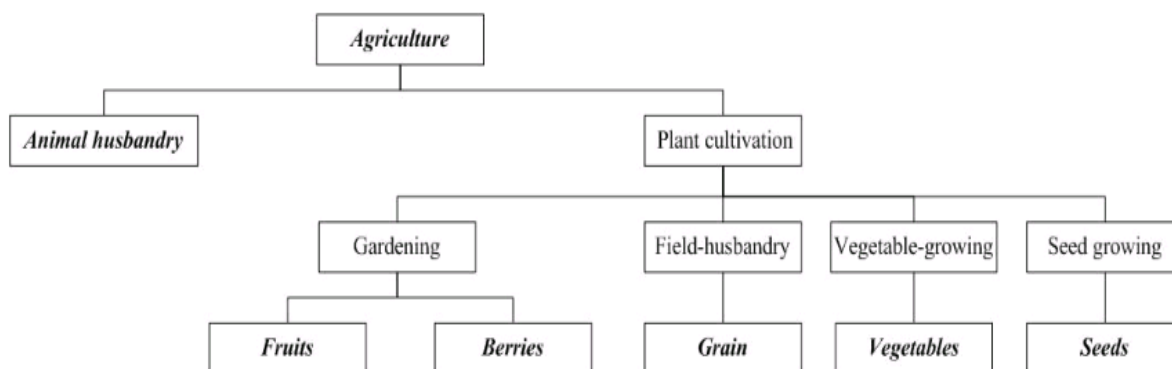 Agriculture
Animal husbandry
Plant cultivation
Gardening
Field-husbandry
Vegetable-growing
Seed growing
Fruits
Berries
Grain
Vegetables
Seeds